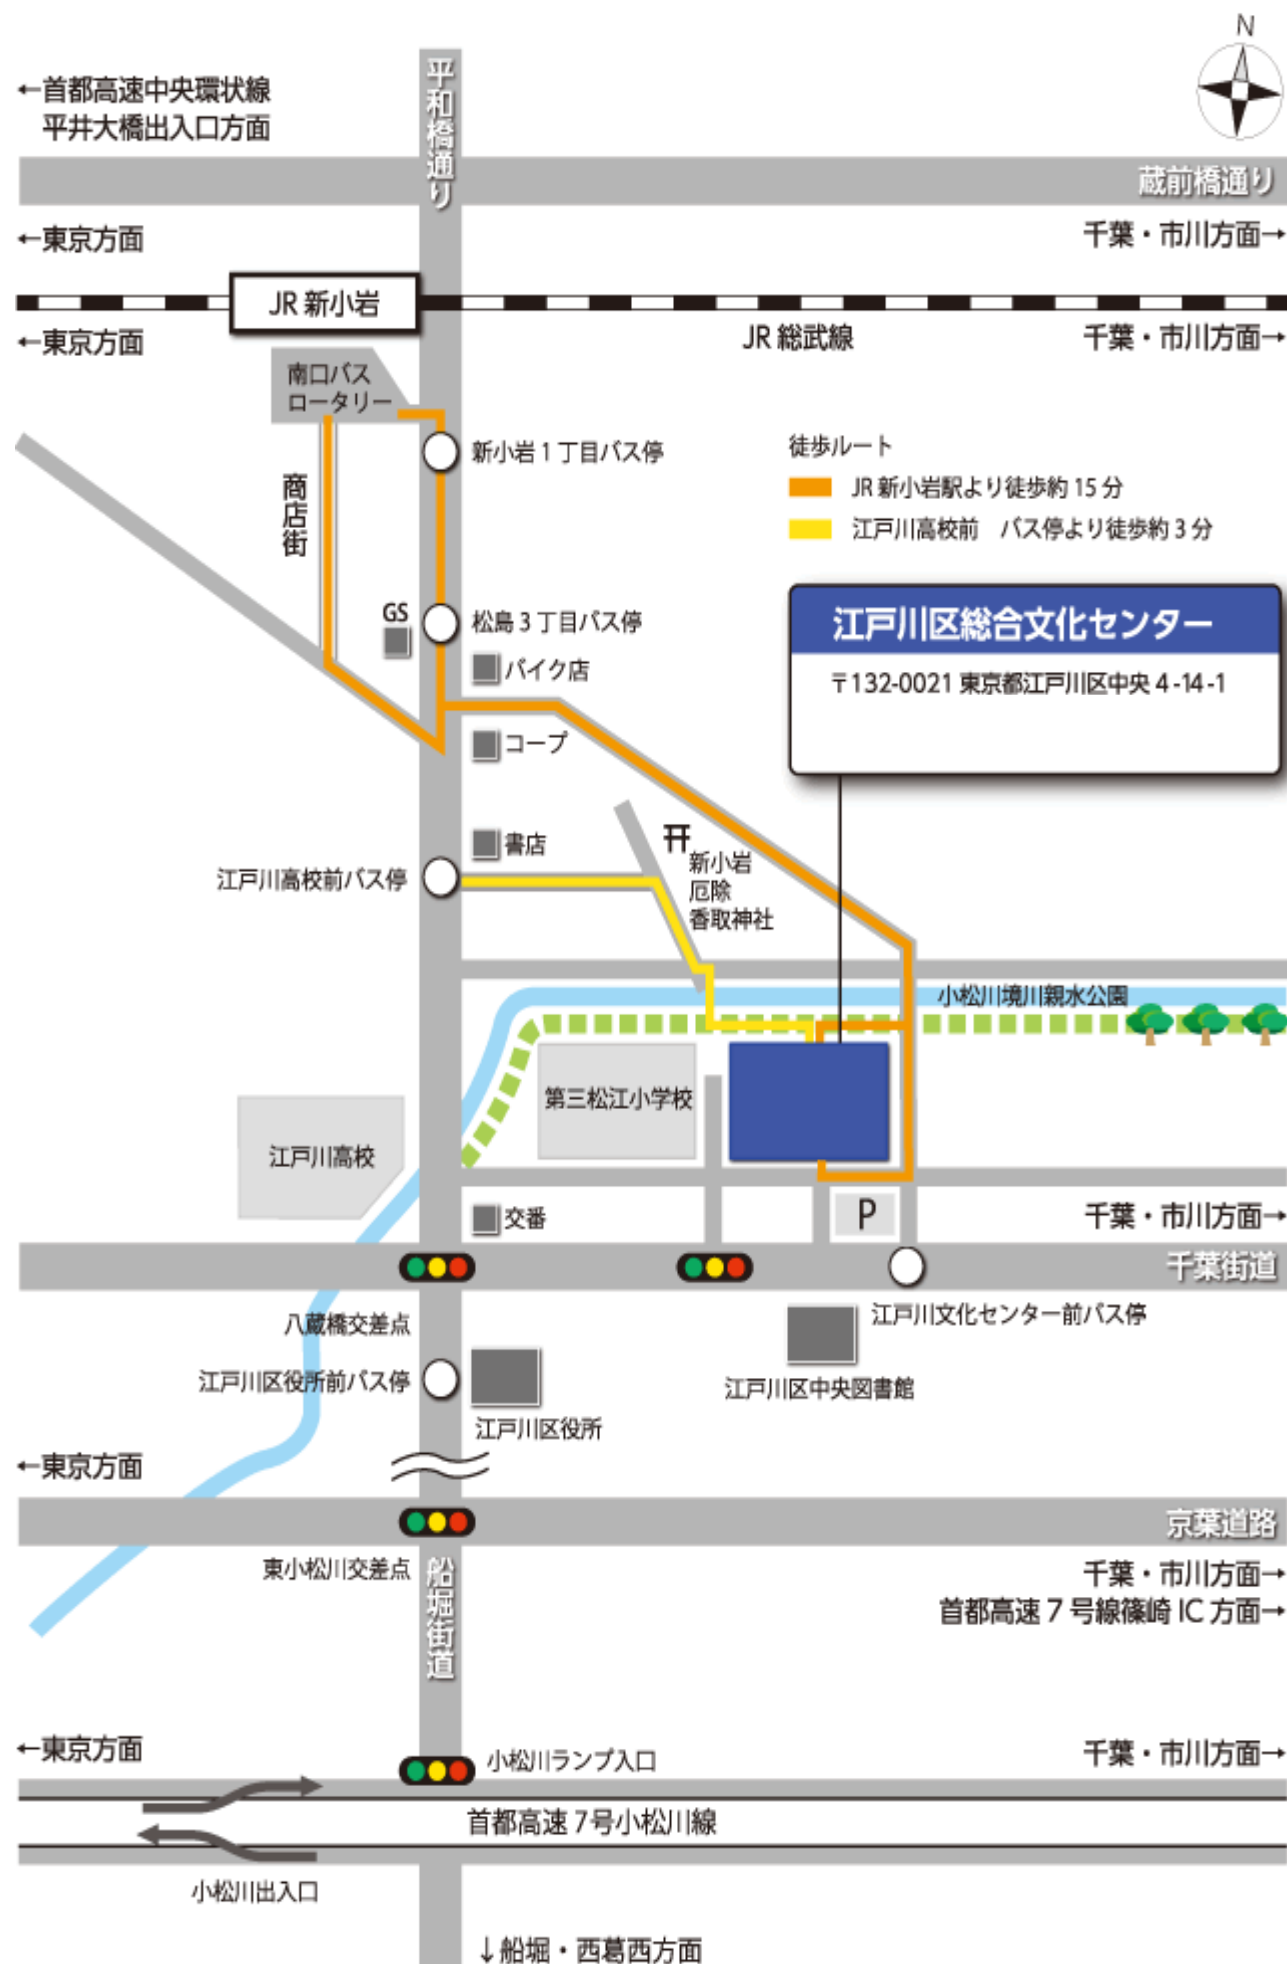 N
←首都高速中央環状線
平井大橋出入口方面
平和橋通り
蔵前橋通り
←東京方面
千葉・市川方面→
JR 新小岩
←東京方面
JR 総武線
千葉・市川方面→
南口バス
ロータリー
新小岩 1 丁目バス停
商店街
徒歩ルート
JR 新小岩駅より徒歩約 15 分
江戸川高校前　バス停より徒歩約 3 分
GS
松島 3 丁目バス停
バイク店
江戸川区総合文化センター
〒132-0021 東京都江戸川区中央 4-14-1
コープ
書店
江戸川高校前バス停
新小岩
厄除
香取神社
小松川境川親水公園
第三松江小学校
江戸川高校
交番
P
千葉・市川方面→
千葉街道
八蔵橋交差点
江戸川文化センター前バス停
江戸川区役所前バス停
江戸川区中央図書館
江戸川区役所
←東京方面
京葉道路
東小松川交差点
船堀街道
千葉・市川方面→
首都高速 7 号線篠崎 IC 方面→
←東京方面
小松川ランプ入口
千葉・市川方面→
首都高速 7号小松川線
小松川出入口
↓船堀・西葛西方面